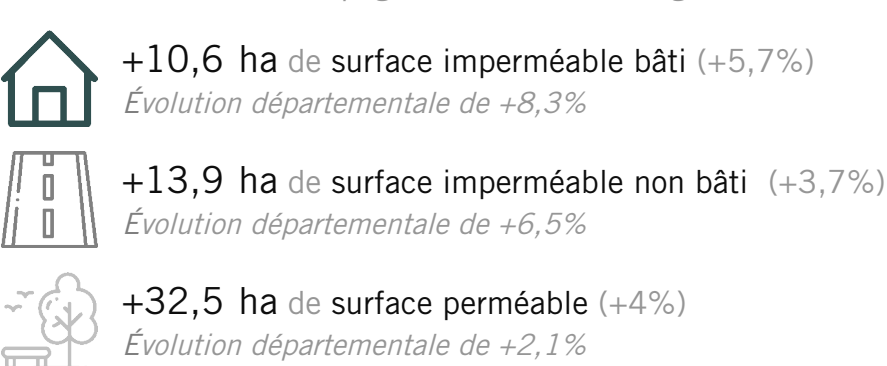 +10,6 ha de surface imperméable bâti (+5,7%)
Évolution départementale de +8,3%
+13,9 ha de surface imperméable non bâti (+3,7%)
Évolution départementale de +6,5%
+32,5 ha de surface perméable (+4%)
Évolution départementale de +2,1%